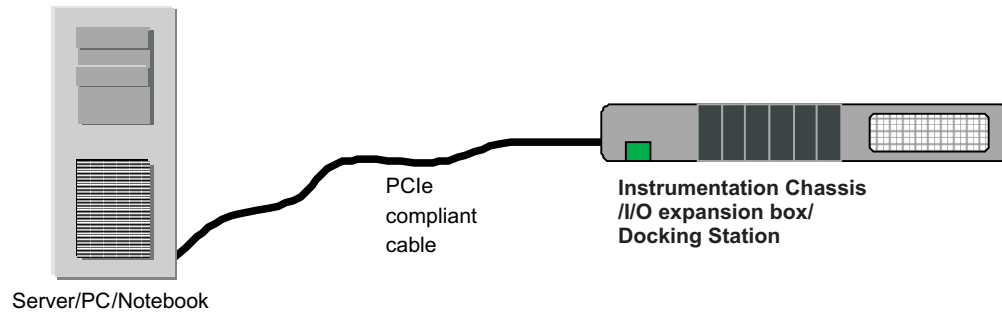 PCIe
compliant
cable
Instrumentation Chassis
/I/O expansion box/
Docking Station
Server/PC/Notebook